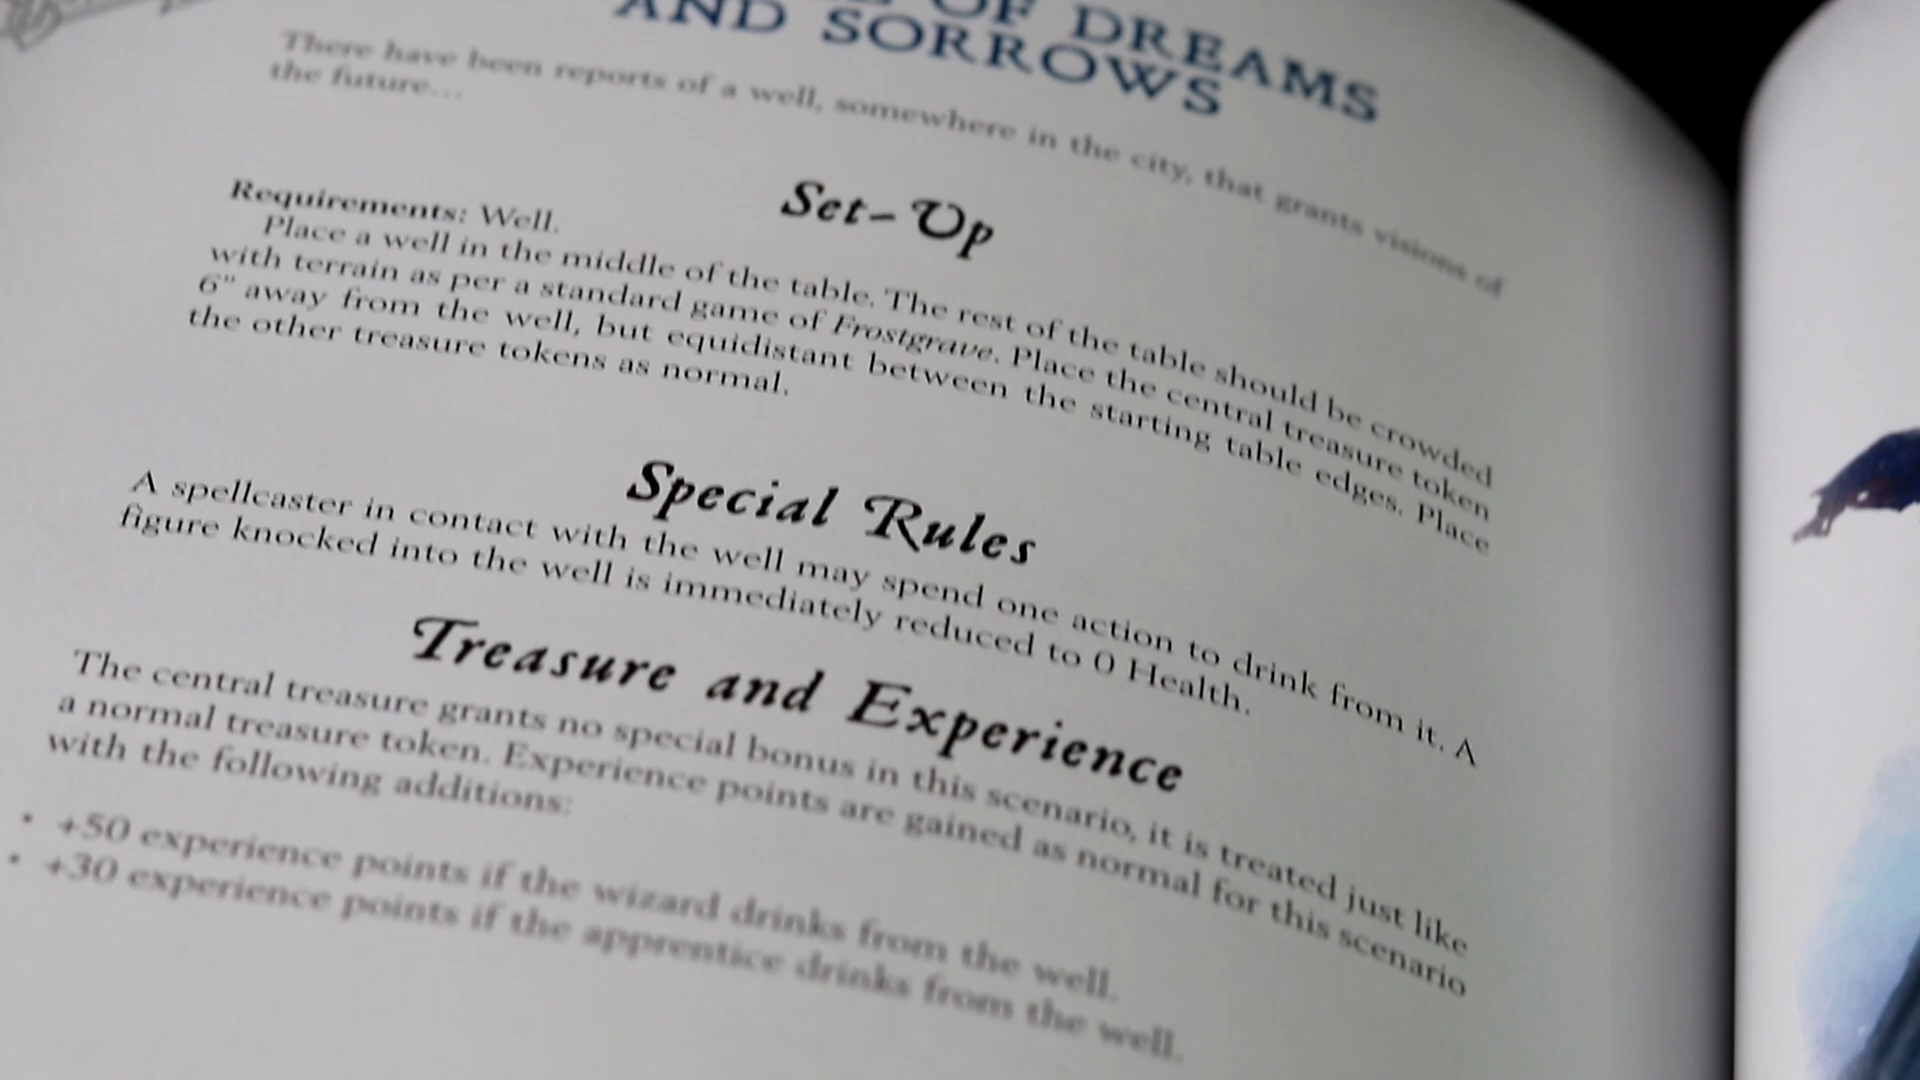 OF DREAMS
AND SORROWS
There have been reports of a well, somewhere in the city, that grants visions of
the future...
Set-Up
Requirements: Well.
Place a well in the middle of the table. The rest of the table should be crowded
with terrain as per a standard game of Frostgrave. Place the central treasure token
6" away from the well, but equidistant between the starting table edges. Place
the other treasure tokens as normal.
Special Rules
A spellcaster in contact with the well may spend one action to drink from it. A
figure knocked into the well is immediately reduced to 0 Health.
Treasure and Experience
The central treasure grants no special bonus in this scenario, it is treated just like
a normal treasure token. Experience points are gained as normal for this scenario
with the following additions:
• +50 experience points if the wizard drinks from the well.
• +30 experience points if the apprentice drinks from the well.